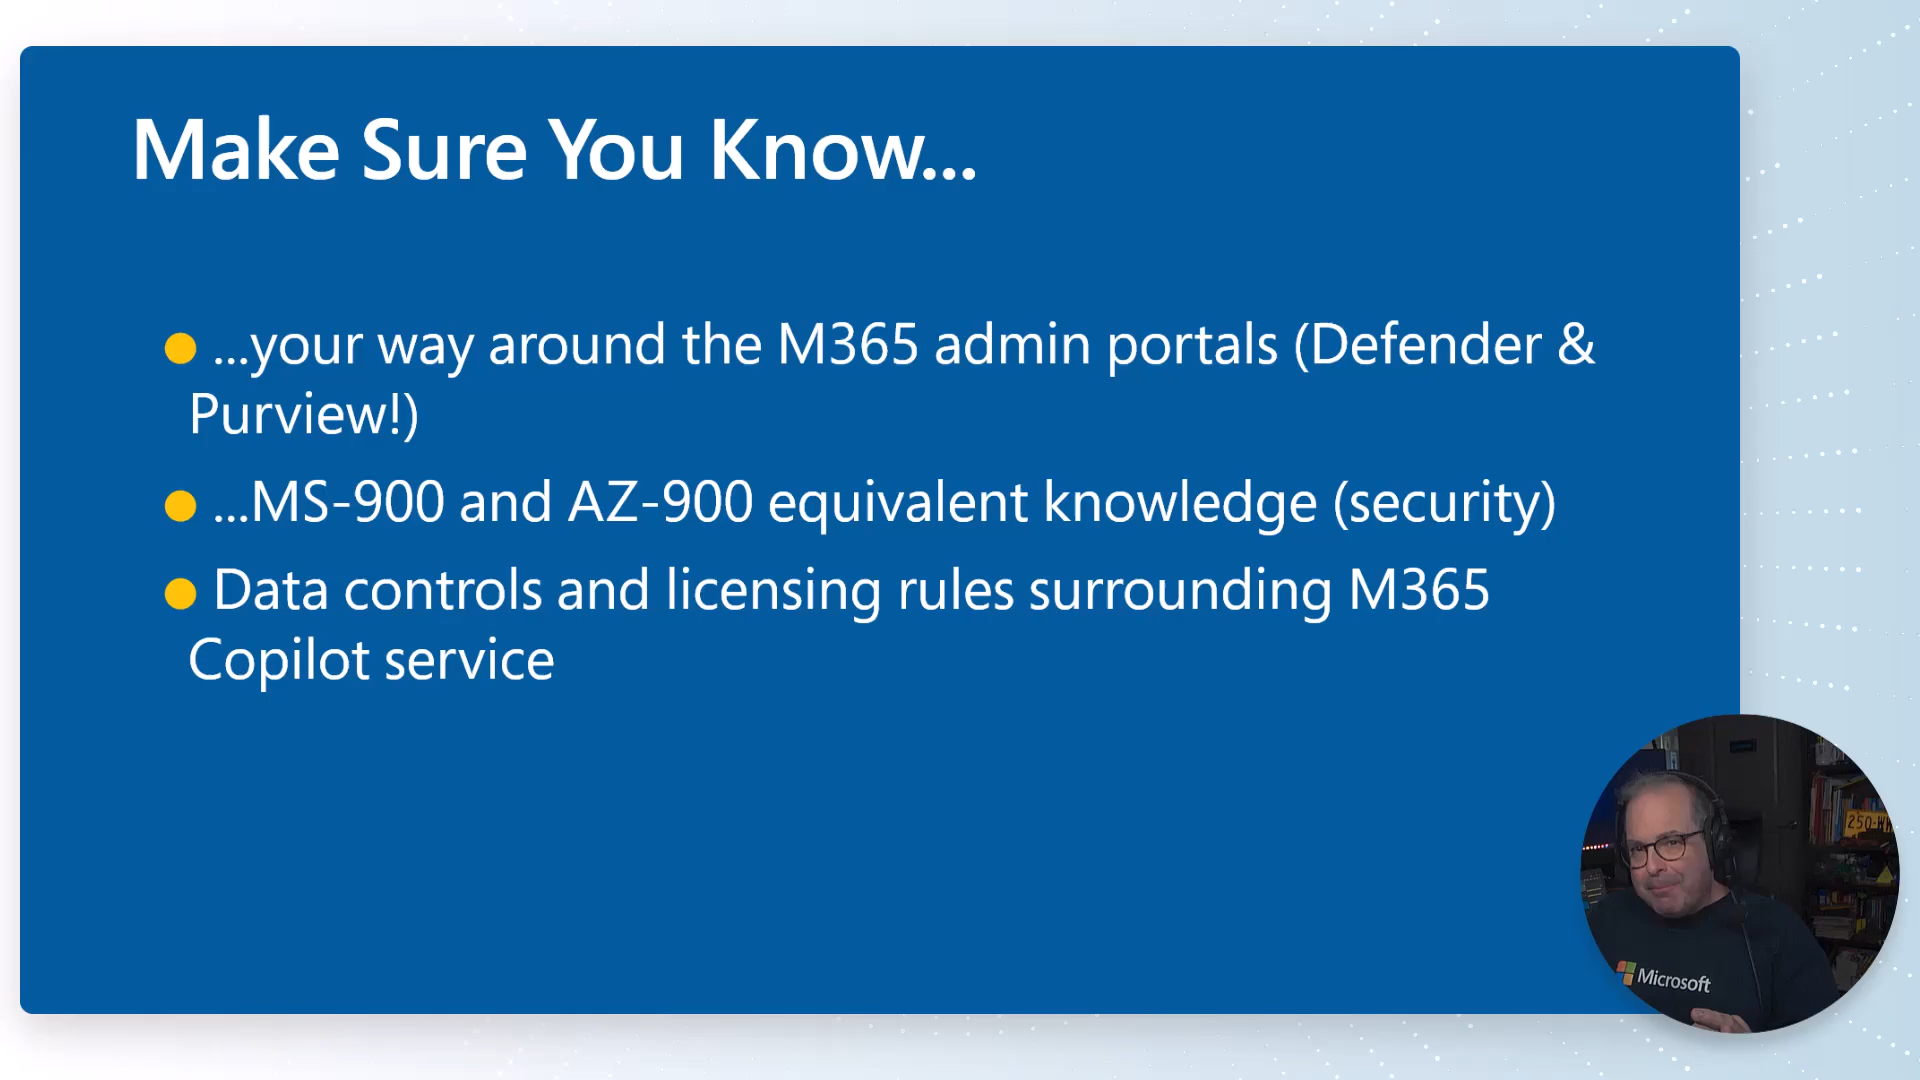 Make Sure You Know...
...your way around the M365 admin portals (Defender &
Purview!)
...MS-900 and AZ-900 equivalent knowledge (security)
Data controls and licensing rules surrounding M365
Copilot service
250-W
Microsoft